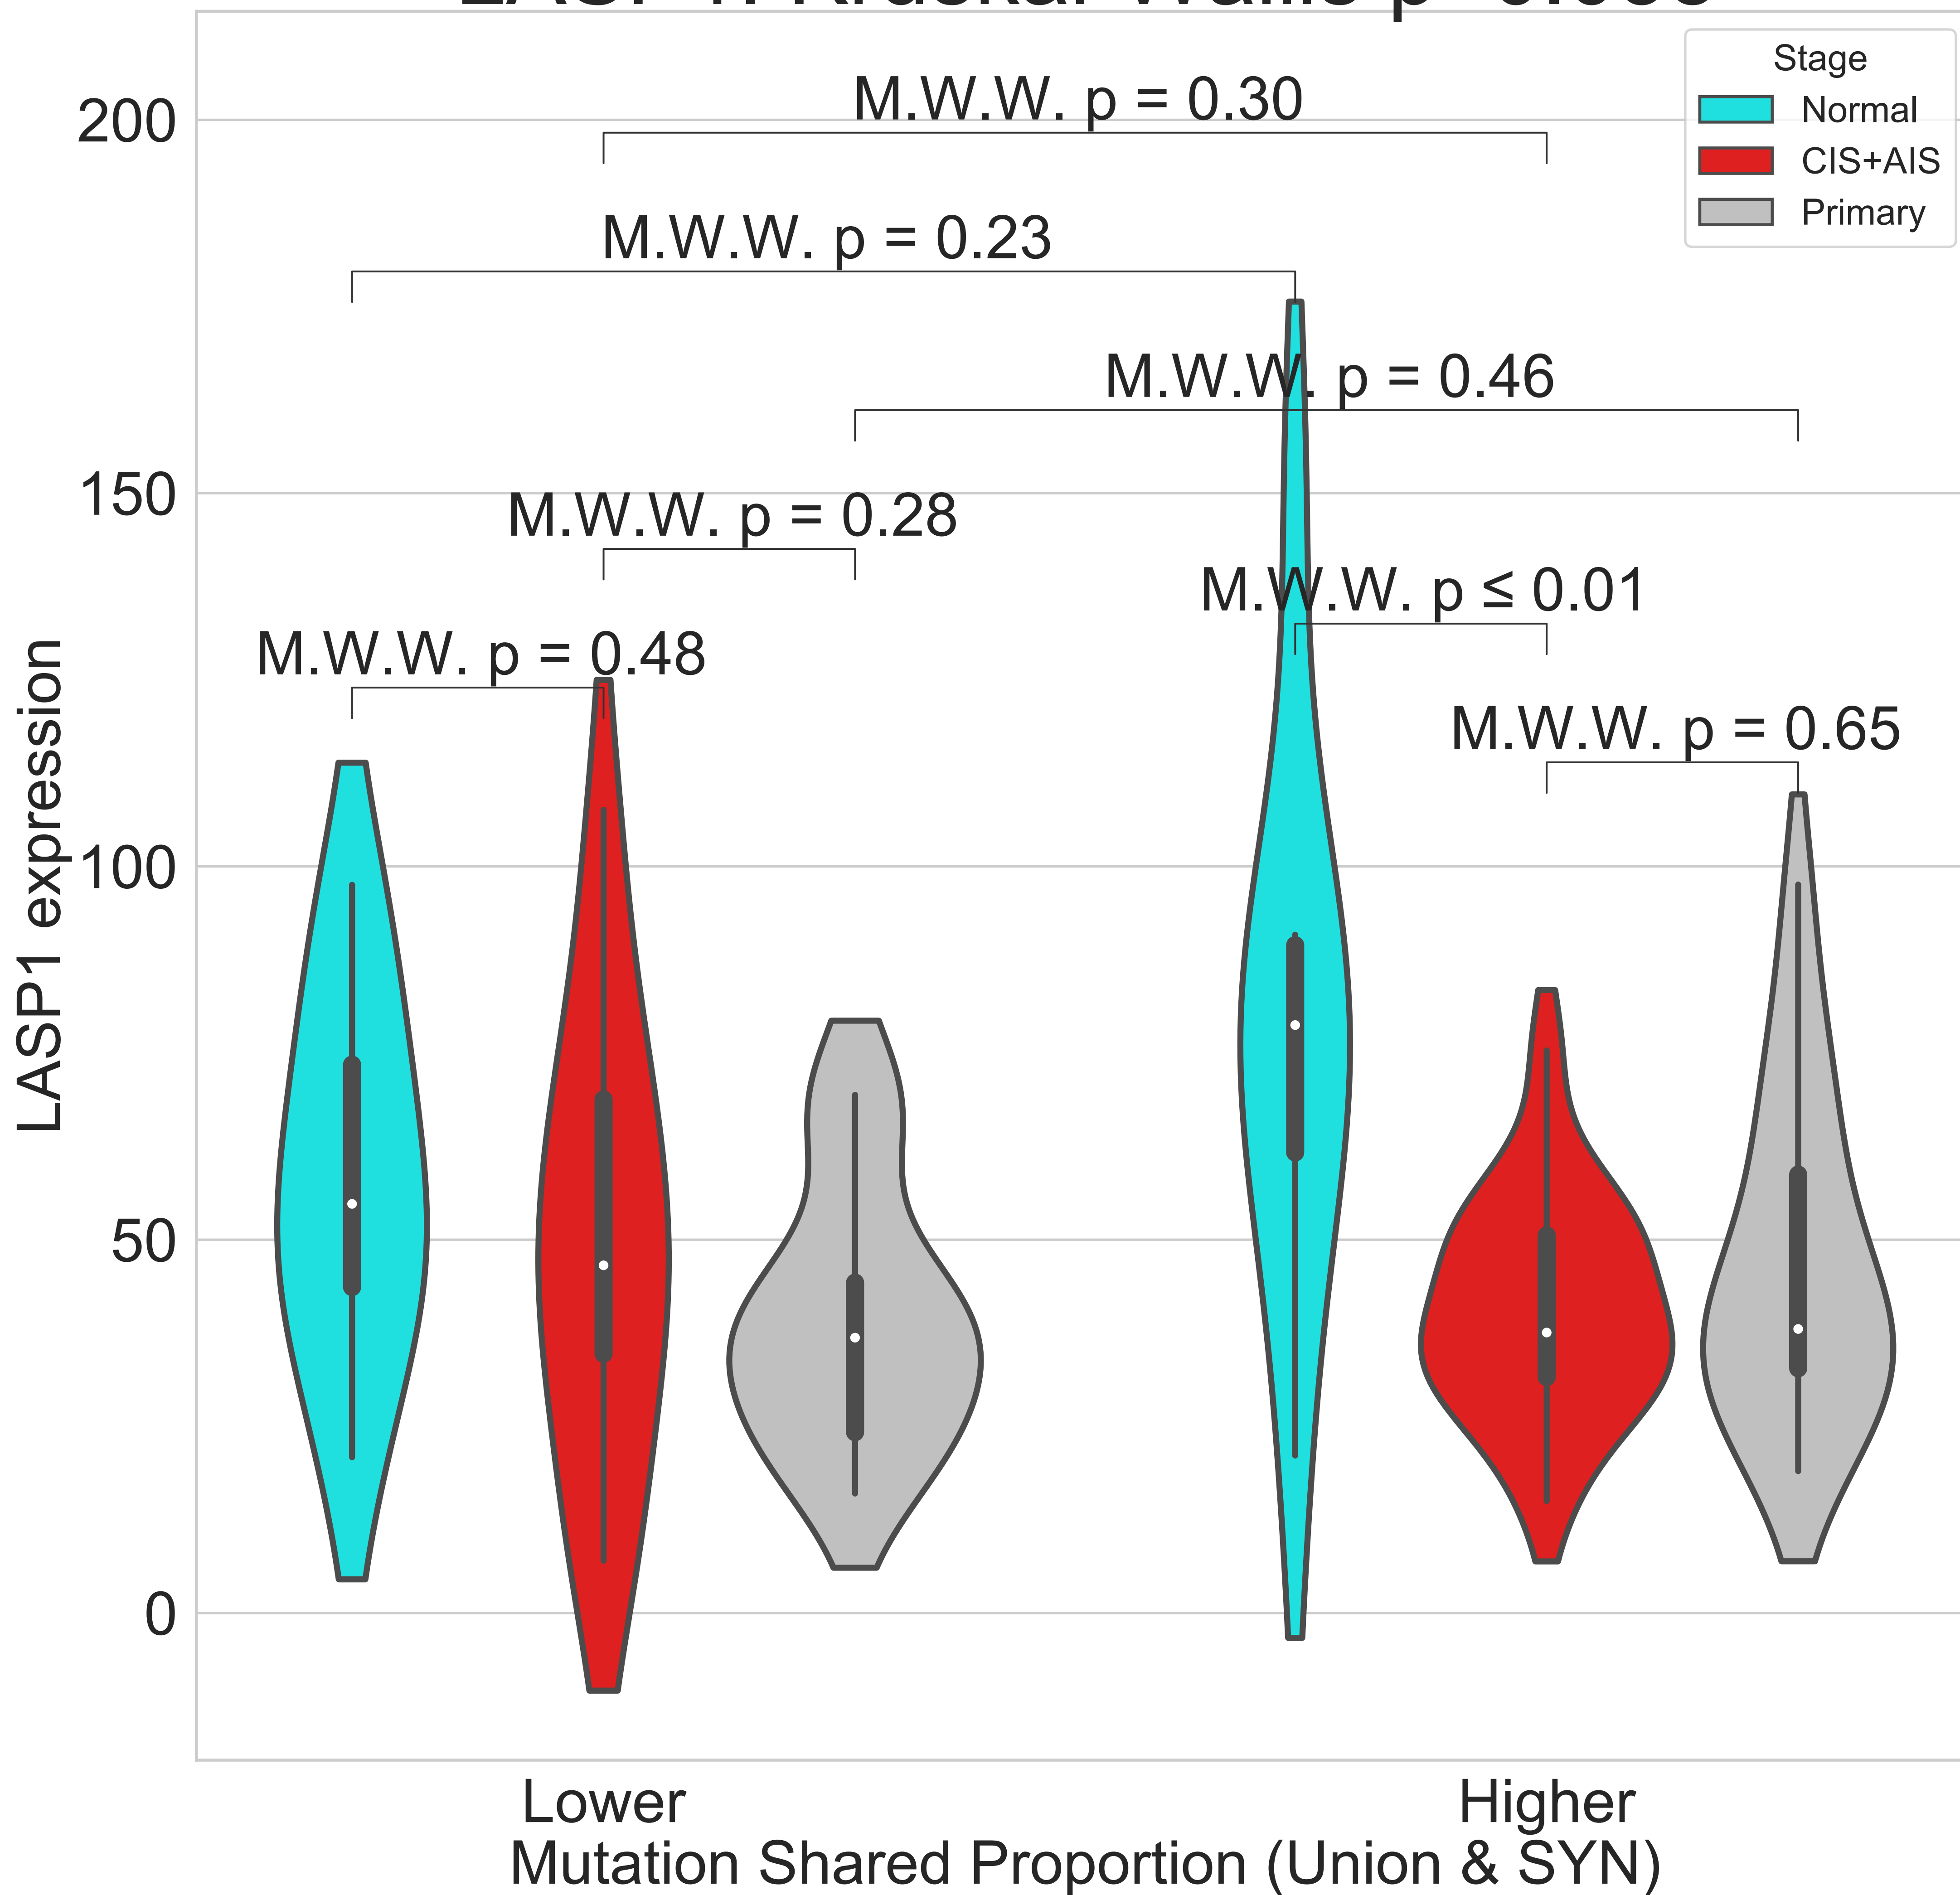 Stage
Normal
CIS+AIS
Primary
M.W.W. p = 0.30
M.W.W. p = 0.23
M.W.W. p = 0.46
M.W.W. p = 0.28
M.W.W. p ≤ 0.01
M.W.W. p = 0.48
M.W.W. p = 0.65
200
150
100
50
0
LASP1 expression
Lower
Higher
Mutation Shared Proportion (Union & SYN)